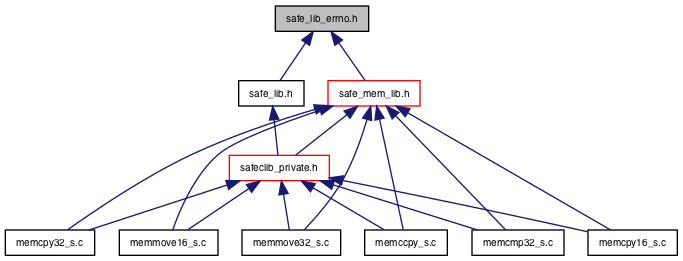 safe_lib_errno.h
safe_lib.h
safe_mem_lib.h
safeclib_private.h
memcpy32_s.c
memmove16_s.c
memmove32_s.c
memccpy_s.c
memcmp32_s.c
memcpy16_s.c